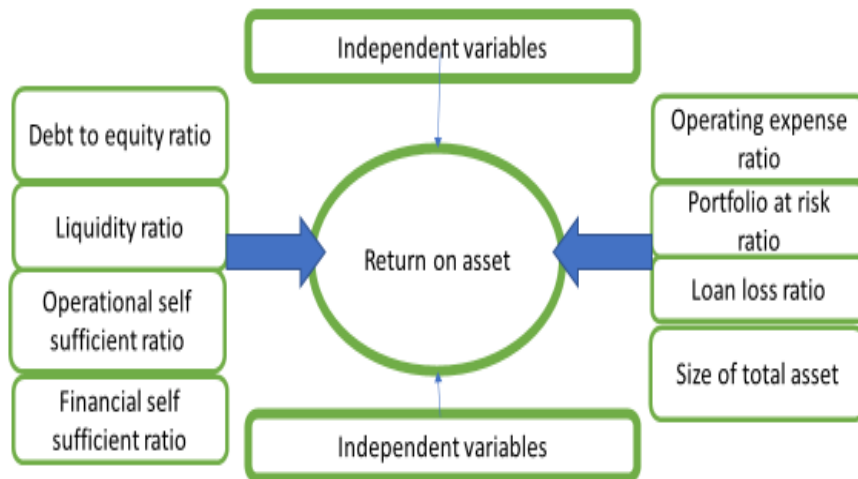 Independent variables
Debt to equity ratio
Liquidity ratio
Operational self
sufficient ratio
Financial self
sufficient ratio
Return on asset
Operating expense
ratio
Portfolio at risk
ratio
Loan loss ratio
Size of total asset
Independent variables